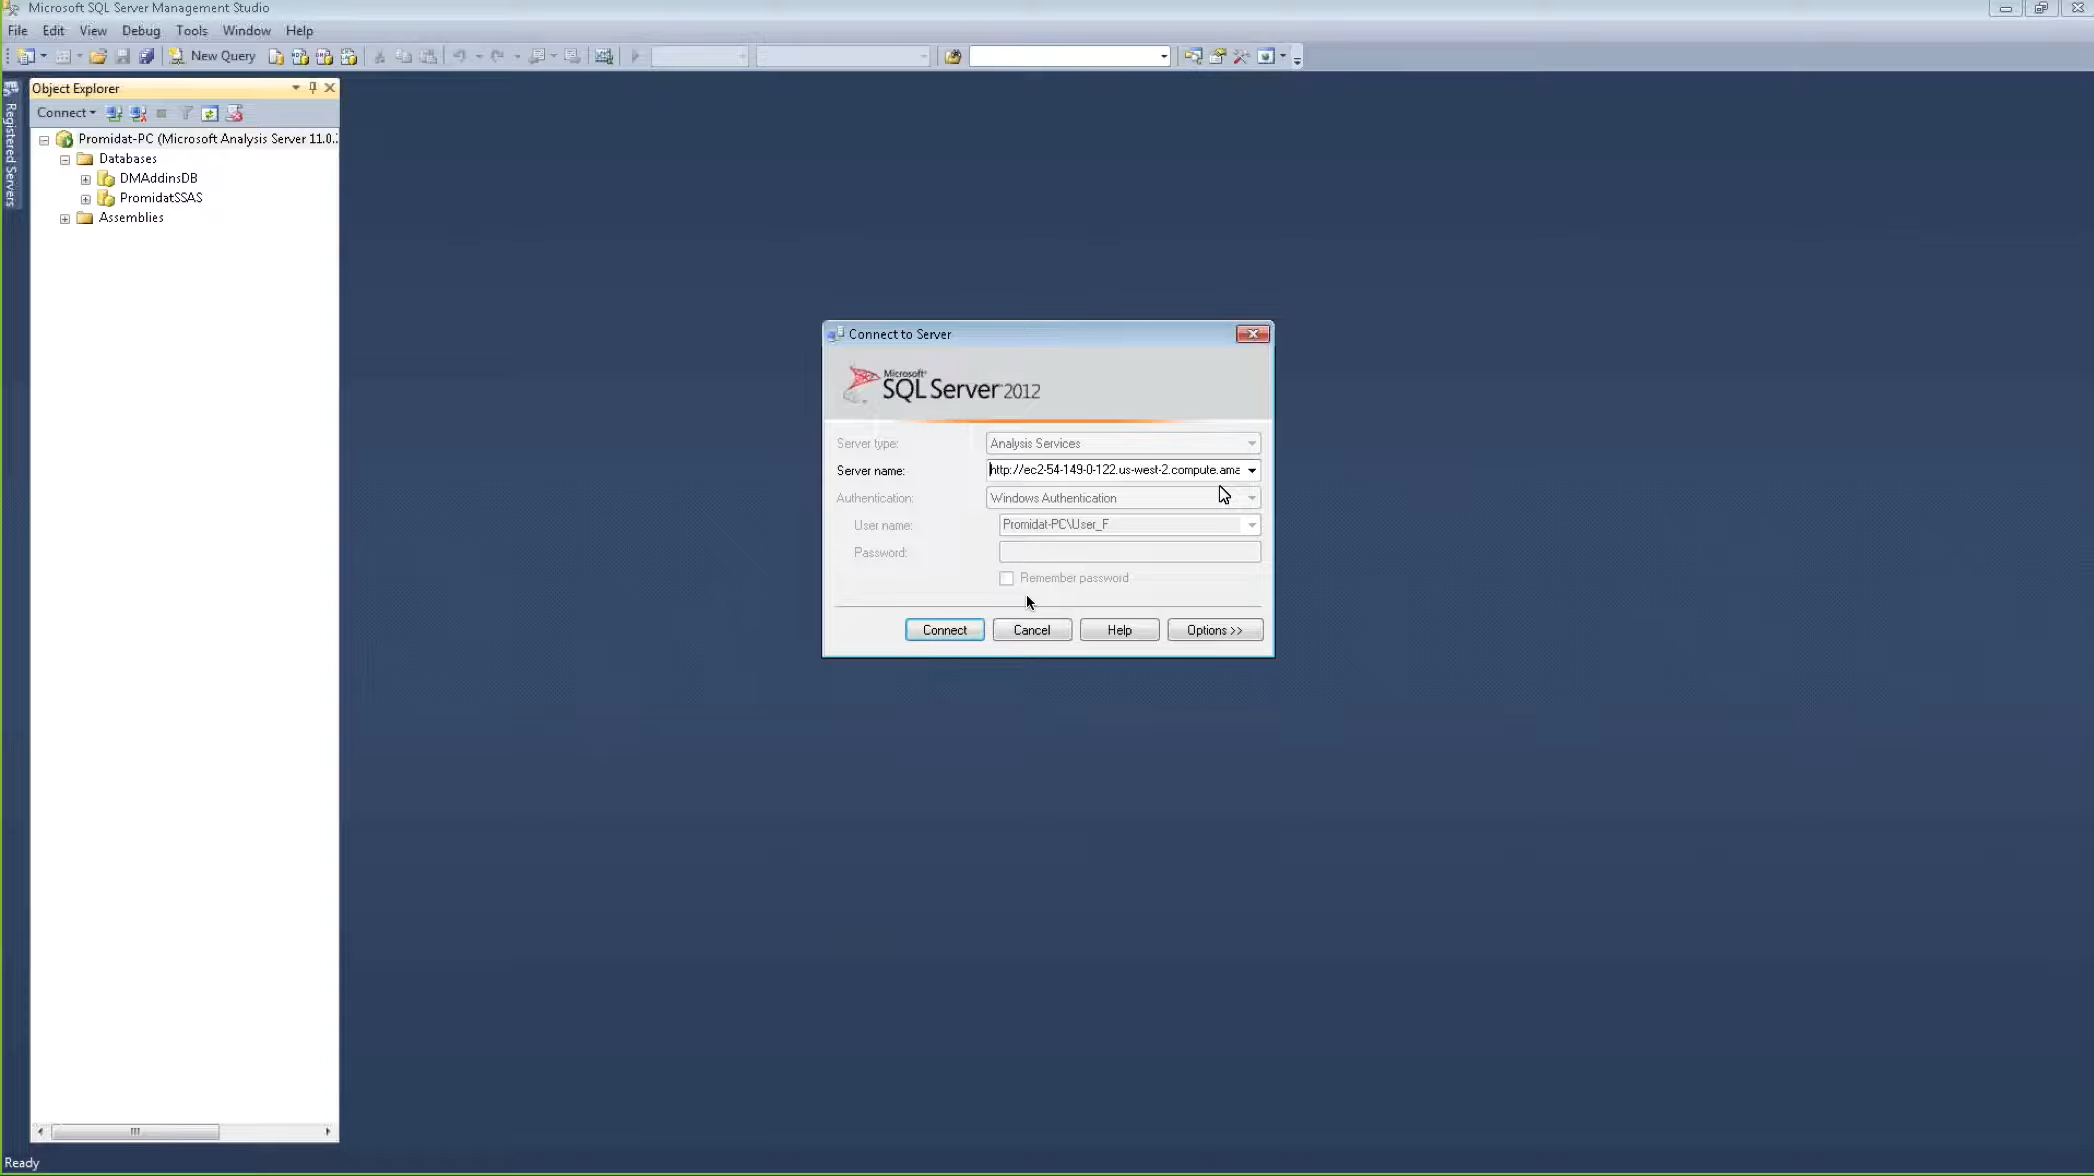 Microsoft SQL Server Management Studio
File Edit View Debug Tools Window Help
New Query
Registered Servers
Object Explorer
Connect
Promidat-PC (Microsoft Analysis Server 11.0.
Databases
DMAddinsDB
PromidatSSAS
Assemblies
Connect to Server
Microsoft
SQL Server 2012
Server type: Analysis Services
Server name: http://ec2-54-149-0-122.us-west-2.compute.ama
Authentication: Windows Authentication
User name: Promidat-PC\User_F
Password:
Remember password
Connect Cancel Help Options >>
Ready